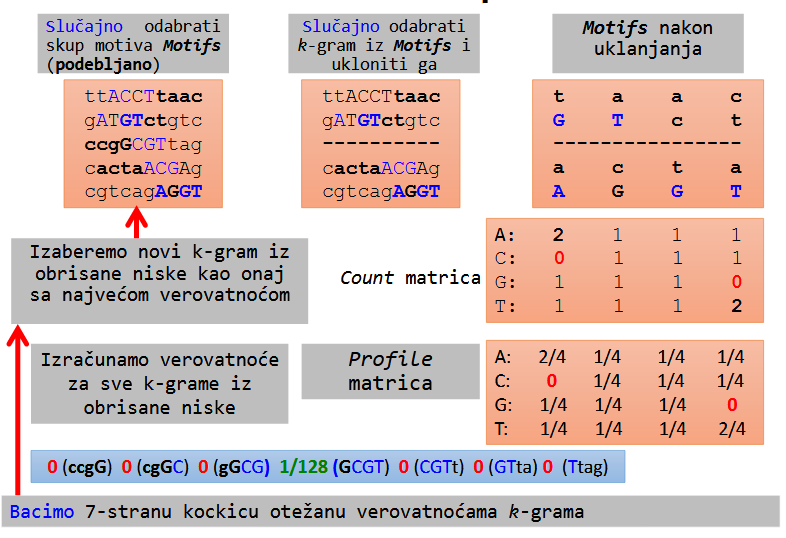 Slučajno odabrati
skup motiva Motifs
(podebljano)
Slučajno odabrati
k-gram iz Motifs i
ukloniti ga
Motifs nakon
uklanjanja
ttACCTtaac
gATGTctgtc
ccgGCGTtag
cactaACGAg
cgtcagAGGT
ttACCTtaac
gATGTctgtc
----------
cactaACGAg
cgtcagAGGT
t a a c
G T c t
------------------
a c t a
A G G T
Izaberemo novi k-gram iz
obrisane niske kao onaj
sa najvećom verovatnoćom
Count matrica
A: 2 1 1 1
C: 0 1 1 1
G: 1 1 1 0
T: 1 1 1 2
Izračunamo verovatnoće
za sve k-grame iz
obrisane niske
Profile
matrica
A: 2/4 1/4 1/4 1/4
C: 0 1/4 1/4 1/4
G: 1/4 1/4 1/4 0
T: 1/4 1/4 1/4 2/4
0 (ccgG) 0 (cgGC) 0 (gGCG) 1/128 (GCGT) 0 (CGTt) 0 (GTta) 0 (Ttag)
Bacimo 7-stranu kockicu otežanu verovatnoćama k-grama